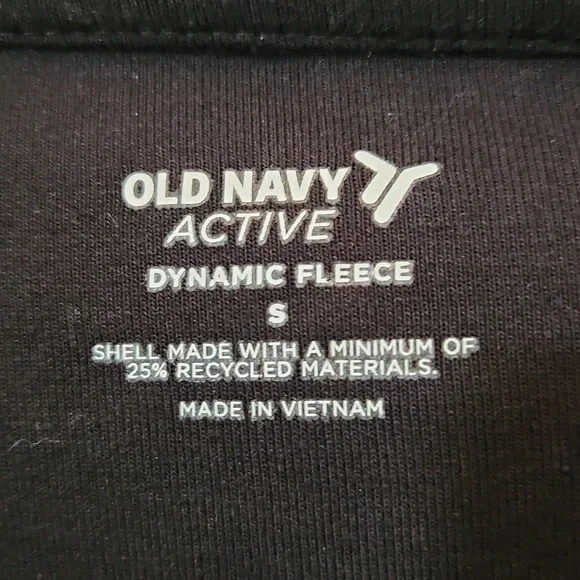 OLD NAVY
ACTIVE
DYNAMIC FLEECE
S
SHELL MADE WITH A MINIMUM OF
25% RECYCLED MATERIALS.
MADE IN VIETNAM